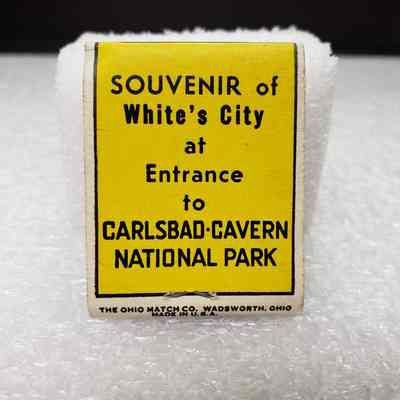 SOUVENIR of
White's City
at
Entrance
to
CARLSBAD·CAVERN
NATIONAL PARK
THE OHIO MATCH CO. WADSWORTH, OHIO
MADE IN U.S.A.